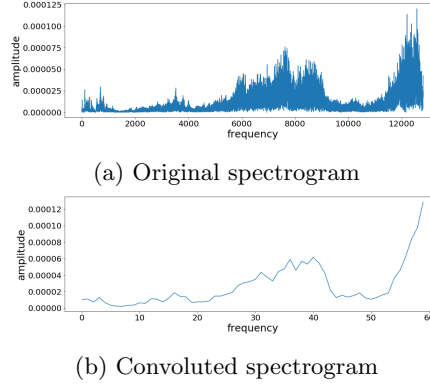 0.000125
0.000100
0.000075
0.000050
0.000025
0.000000
amplitude
0 2000 4000 6000 8000 10000 12000
frequency
(a) Original spectrogram
0.00012
0.00010
0.00008
0.00006
0.00004
0.00002
0.00000
amplitude
0 10 20 30 40 50 60
frequency
(b) Convoluted spectrogram